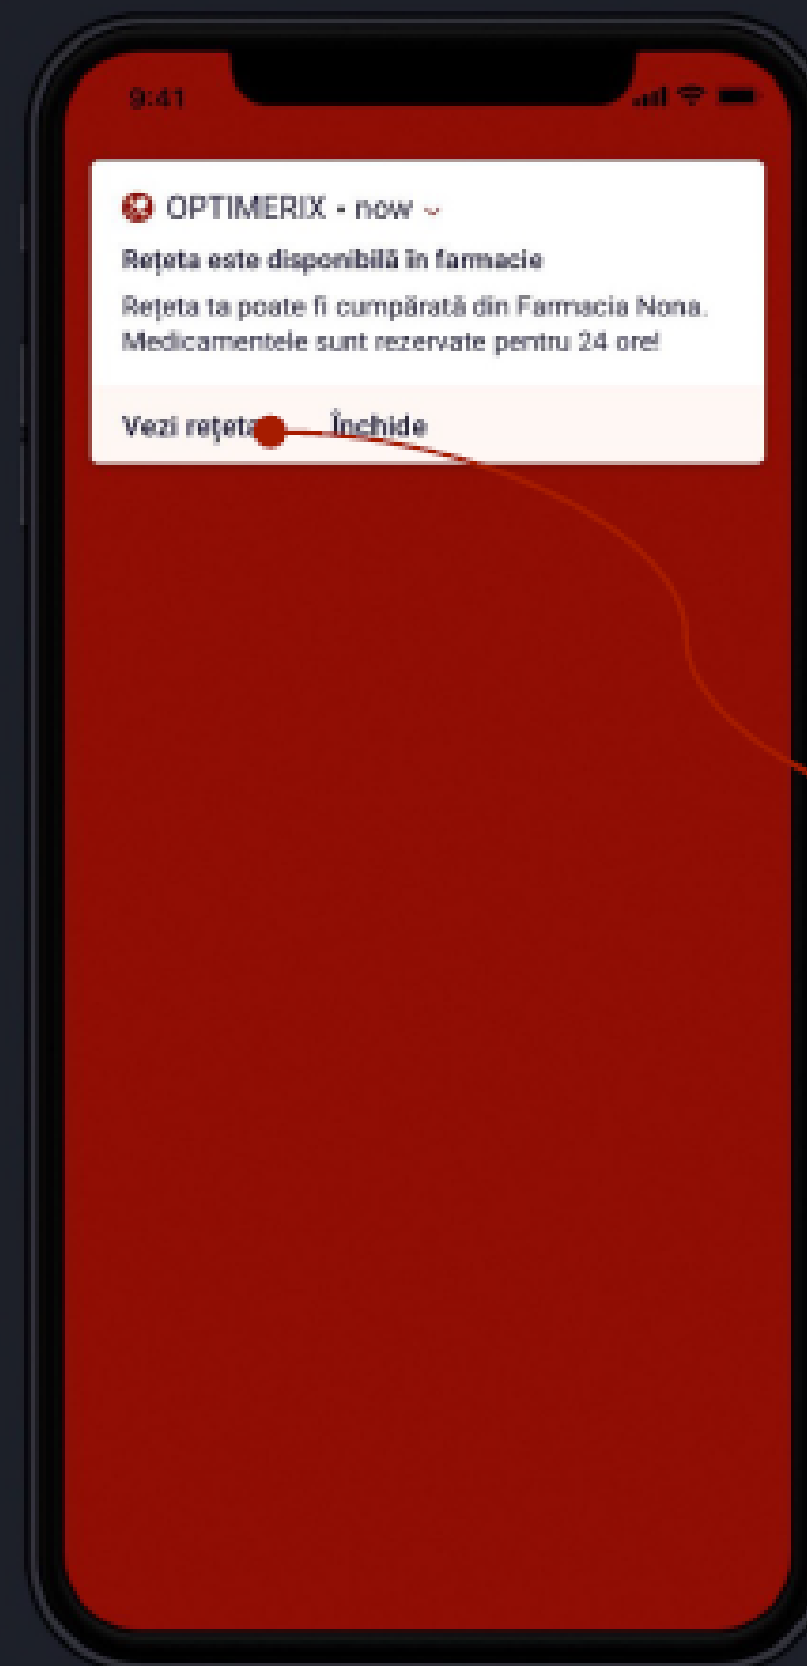 9:41
OPTIMERIX - now
Rețeta este disponibilă în farmacie
Rețeta ta poate fi cumpărată din Farmacia Nona.
Medicamentele sunt rezervate pentru 24 ore!
Vezi rețeta Închide